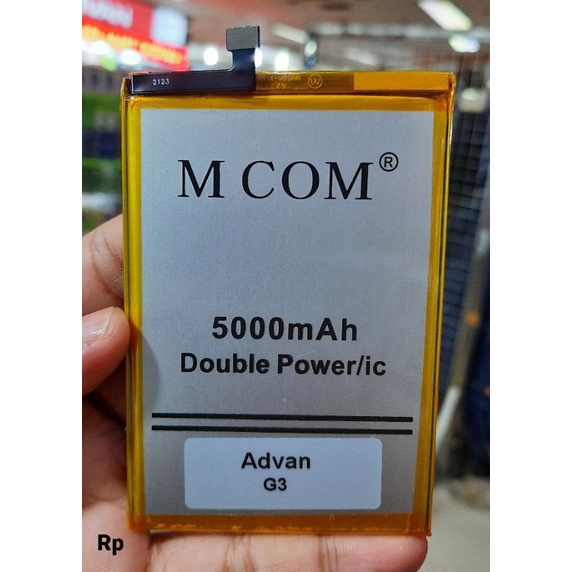 2123
M COM®
5000mAh
Double Power/ic
Advan
G3
Rp